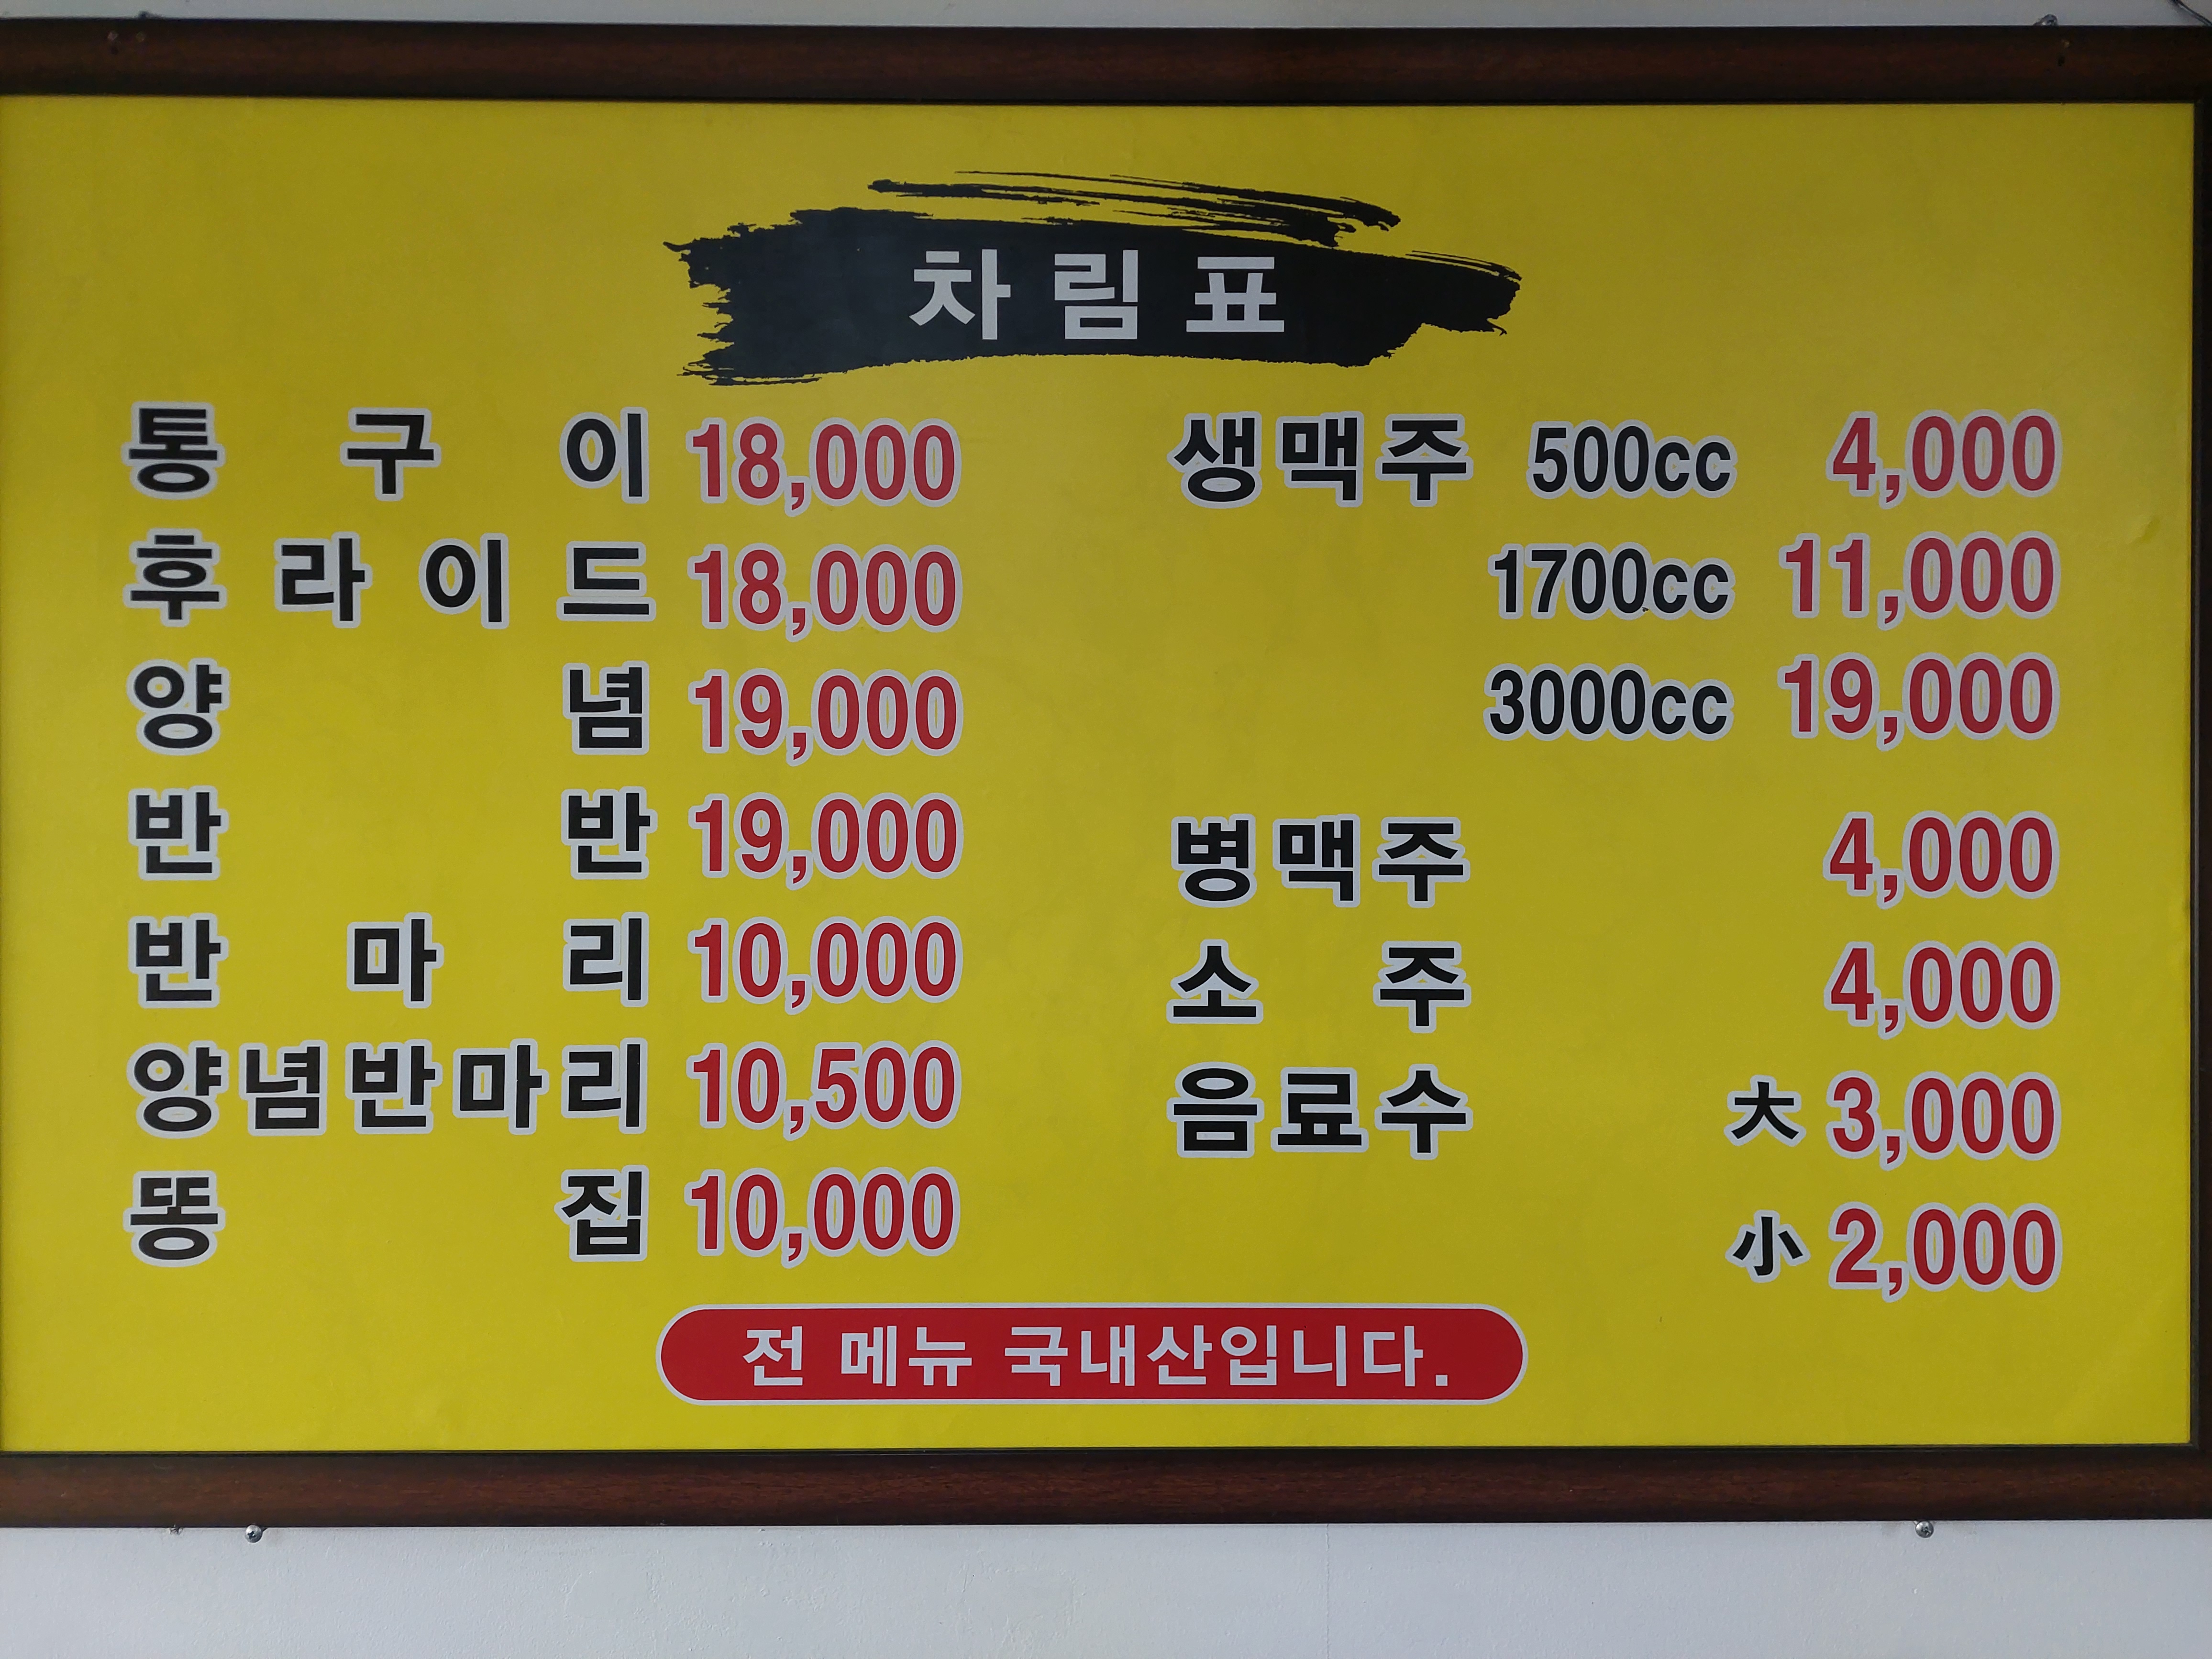 차림표
통구이 18,000
후라이드 18,000
양념 19,000
반반 19,000
반마리 10,000
양념반마리 10,500
똥집 10,000
생맥주 500cc 4,000
1700cc 11,000
3000cc 19,000
병맥주 4,000
소주 4,000
음료수 大 3,000
小 2,000
전 메뉴 국내산입니다.